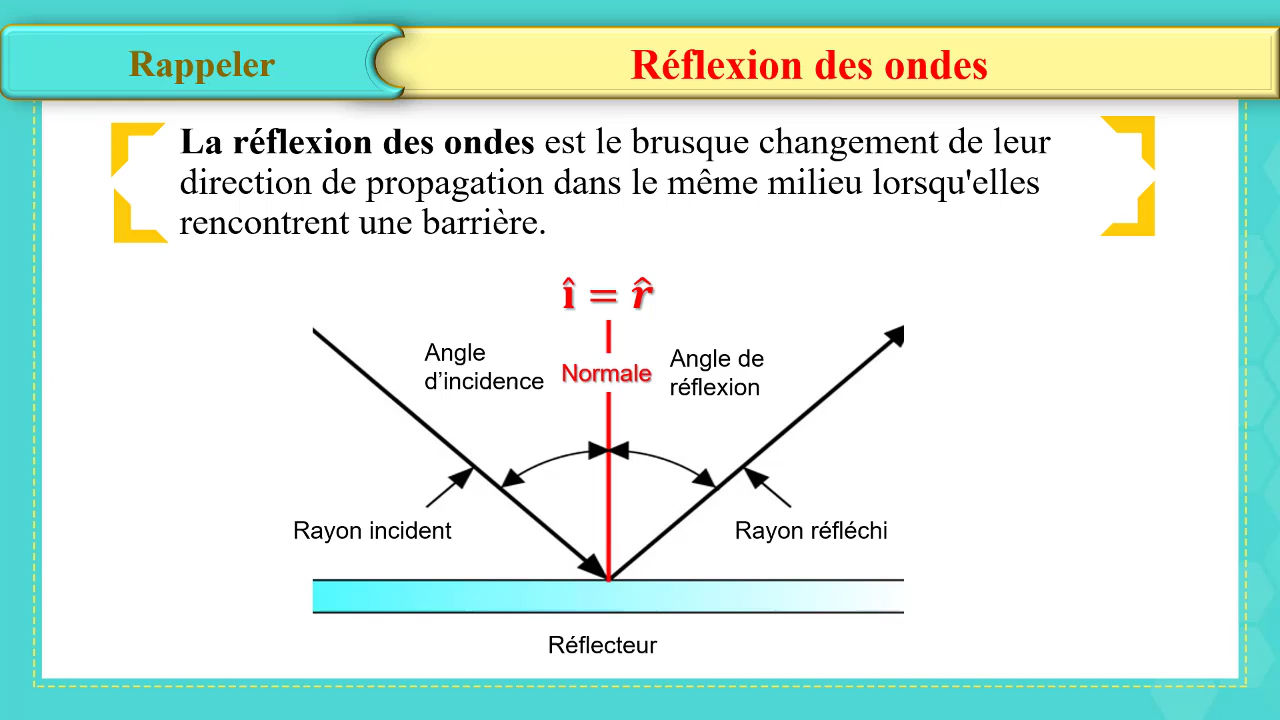 Rappeler
Réflexion des ondes
La réflexion des ondes est le brusque changement de leur
direction de propagation dans le même milieu lorsqu'elles
rencontrent une barrière.
î = r̂
Angle
d’incidence
Normale
Angle de
réflexion
Rayon incident
Rayon réfléchi
Réflecteur